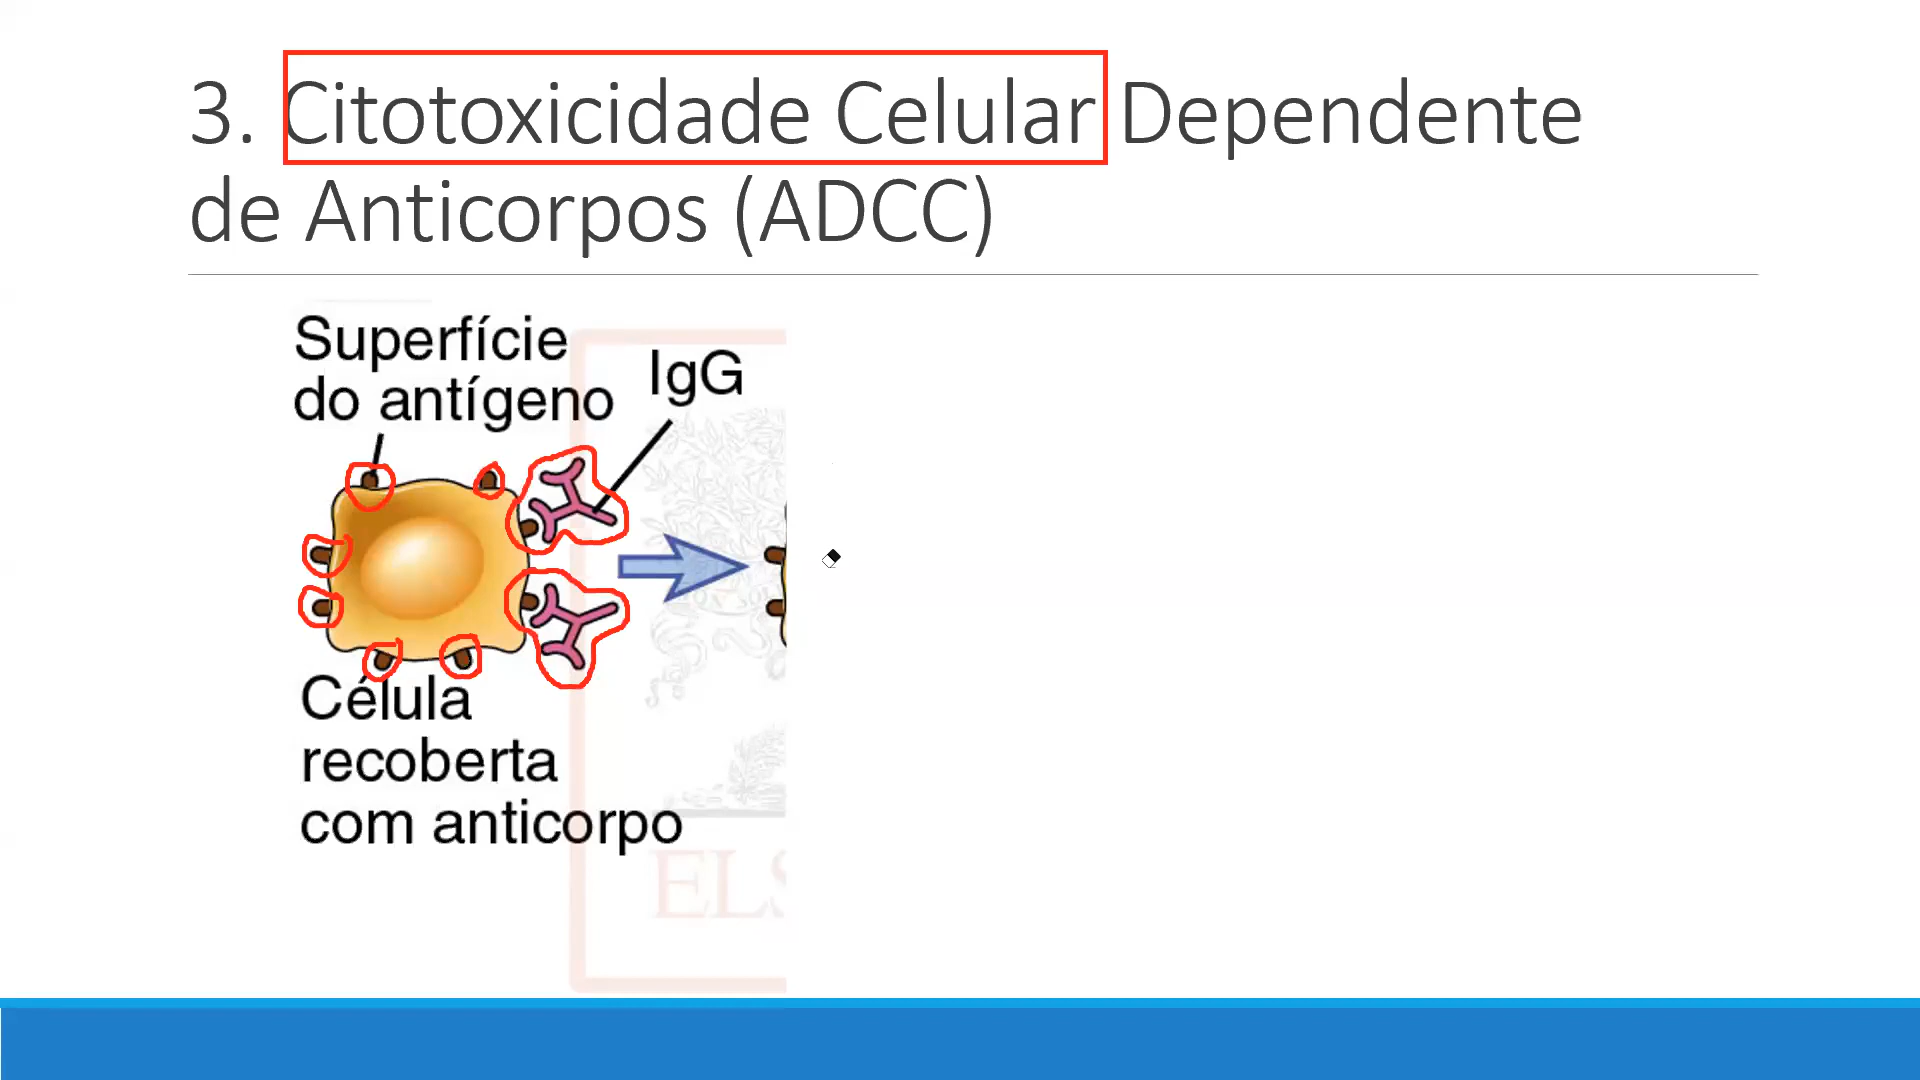 3. Citotoxicidade Celular Dependente
de Anticorpos (ADCC)
Superfície
do antígeno
IgG
Célula
recoberta
com anticorpo